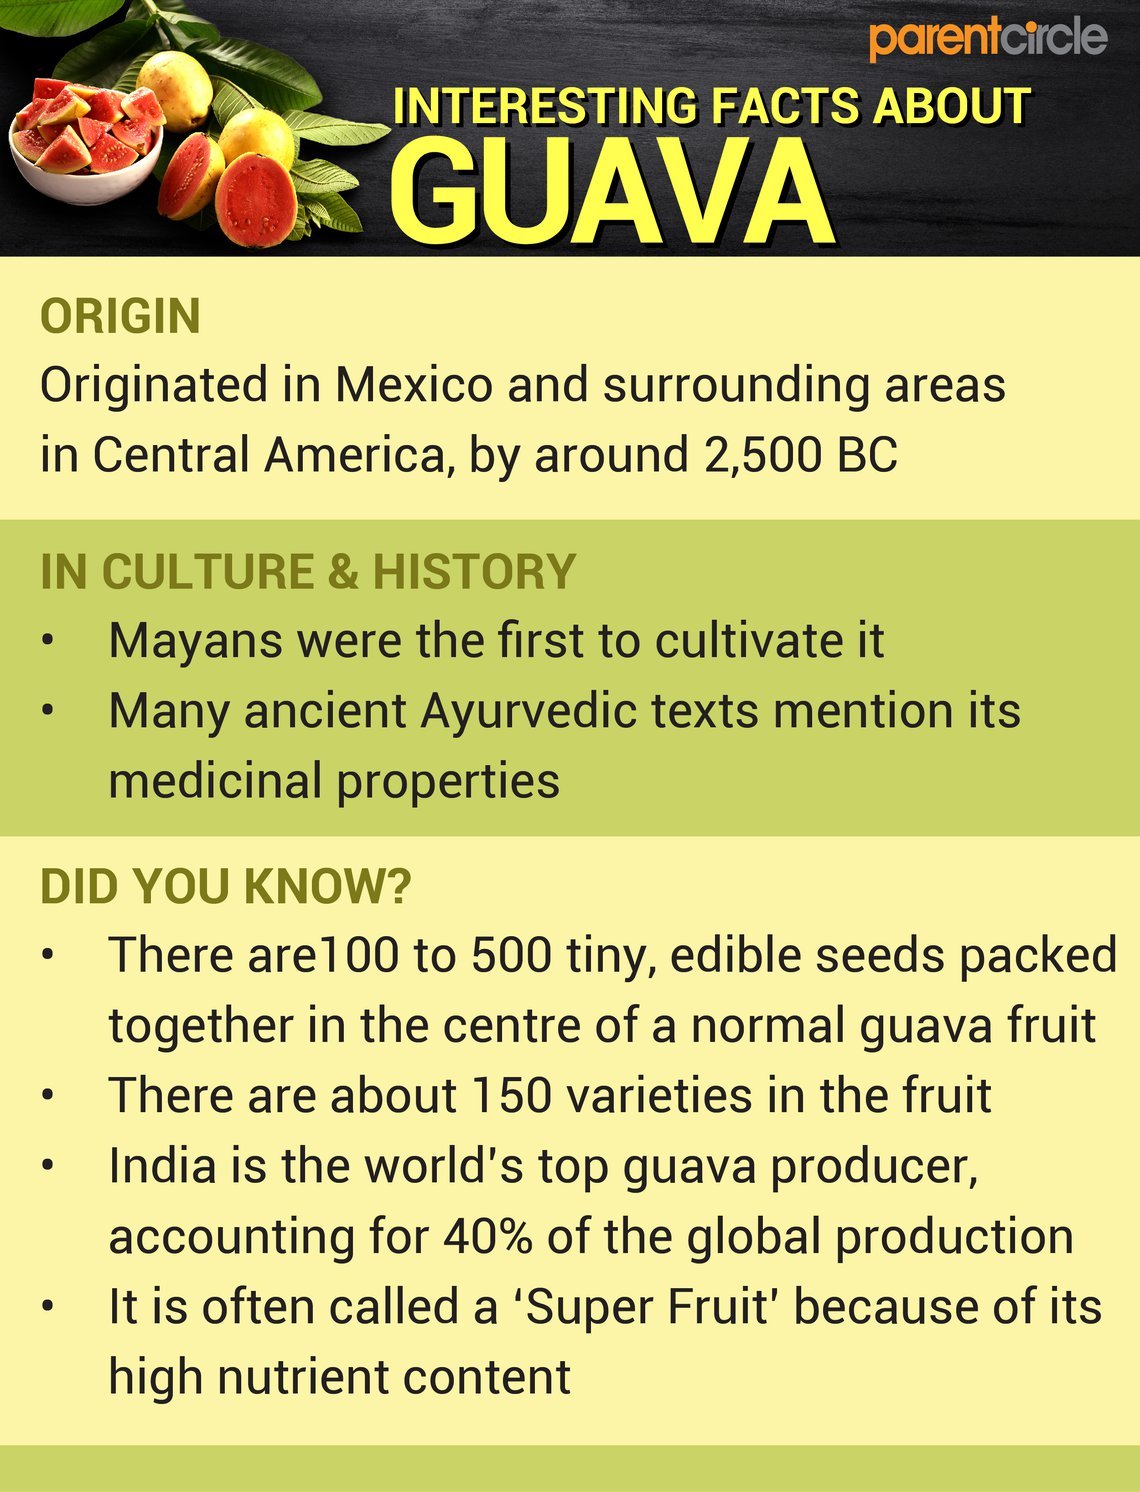 parentcircle
INTERESTING FACTS ABOUT
GUAVA
ORIGIN
Originated in Mexico and surrounding areas
in Central America, by around 2,500 BC
IN CULTURE & HISTORY
• Mayans were the first to cultivate it
• Many ancient Ayurvedic texts mention its
medicinal properties
DID YOU KNOW?
• There are100 to 500 tiny, edible seeds packed
together in the centre of a normal guava fruit
• There are about 150 varieties in the fruit
• India is the world's top guava producer,
accounting for 40% of the global production
• It is often called a ‘Super Fruit’ because of its
high nutrient content